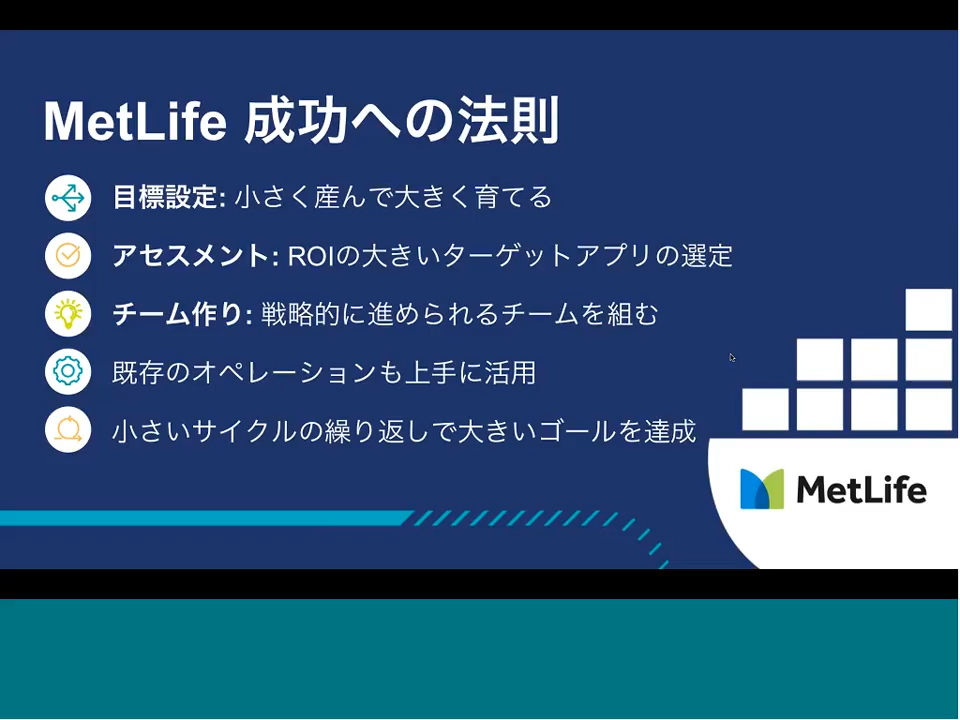 MetLife 成功への法則
目標設定: 小さく産んで大きく育てる
アセスメント: ROIの大きいターゲットアプリの選定
チーム作り: 戦略的に進められるチームを組む
既存のオペレーションも上手に活用
小さいサイクルの繰り返しで大きいゴールを達成
MetLife